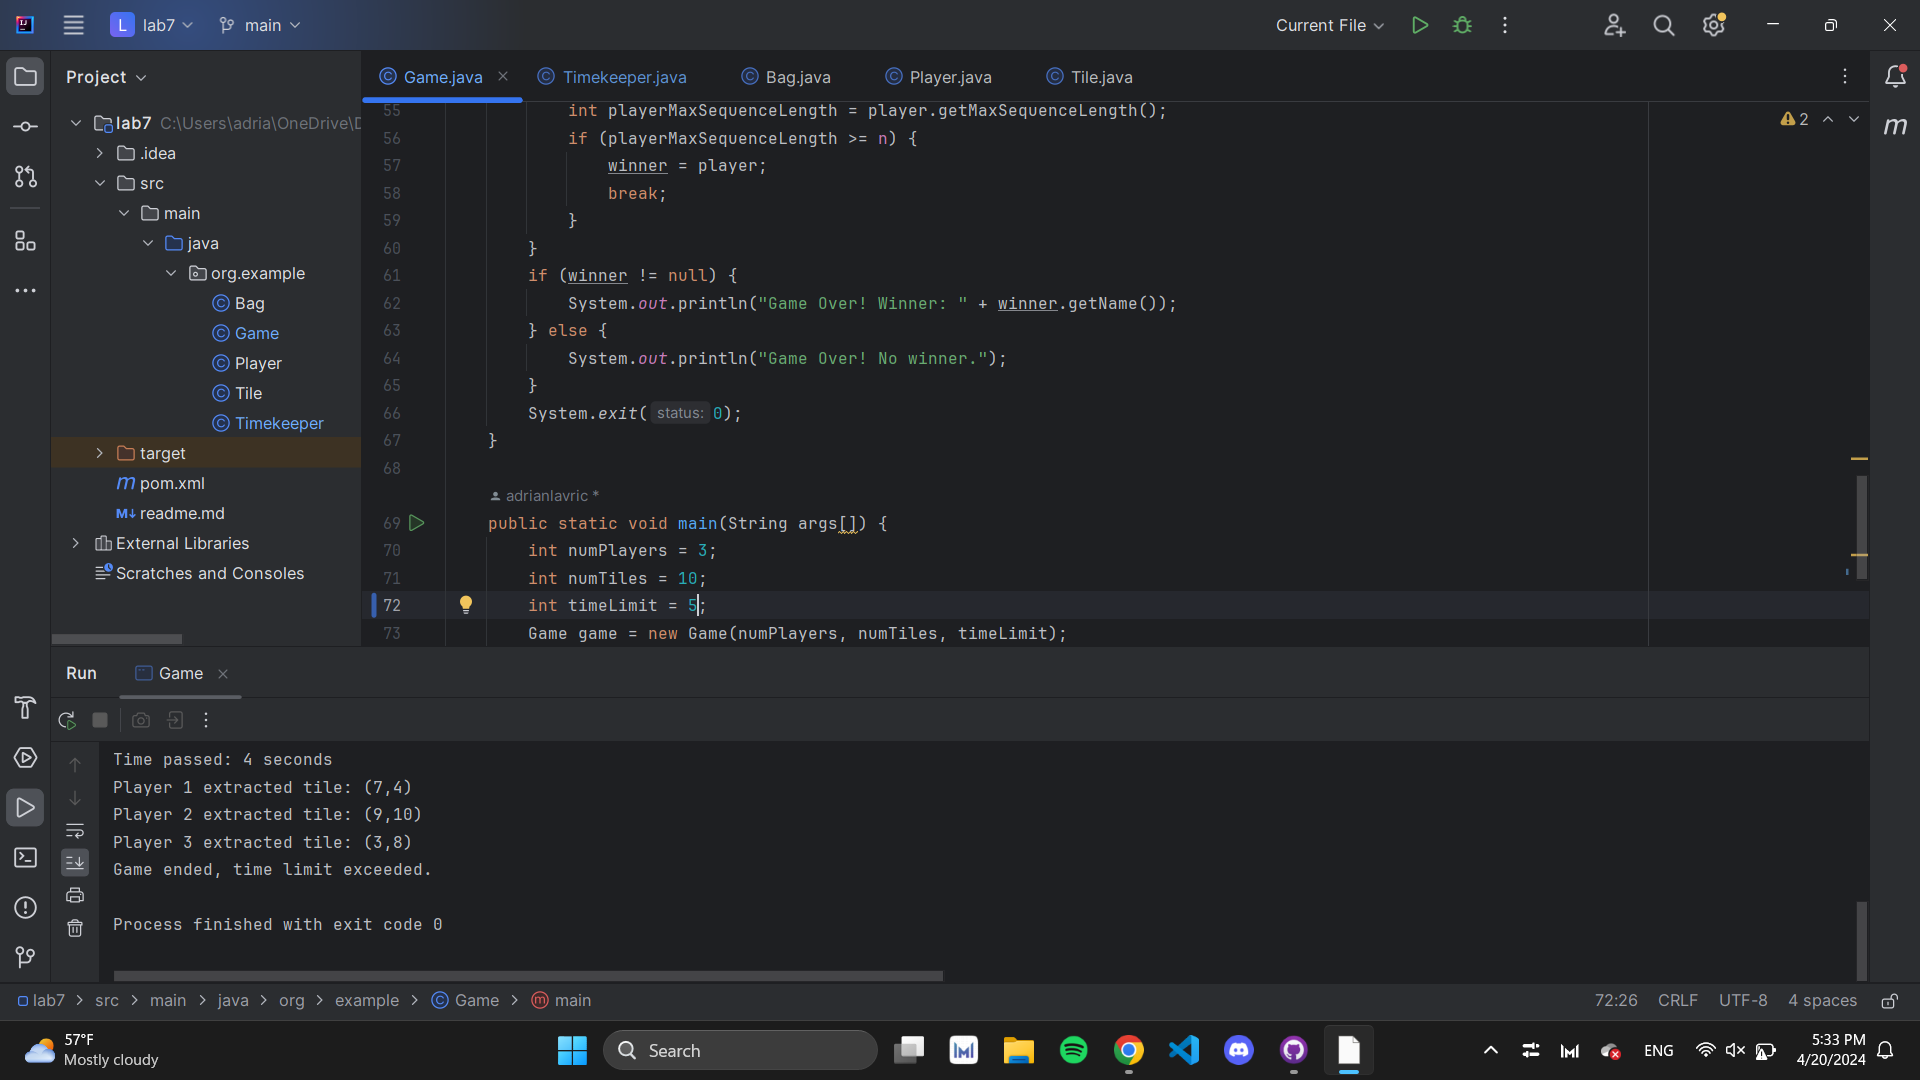 L lab7 main Current File
Project
Game.java Timekeeper.java Bag.java Player.java Tile.java
lab7 C:\Users\adria\OneDrive\D
.idea
src
main
java
org.example
Bag
Game
Player
Tile
Timekeeper
target
pom.xml
M↓ readme.md
External Libraries
Scratches and Consoles
2
55 int playerMaxSequenceLength = player.getMaxSequenceLength();
56 if (playerMaxSequenceLength >= n) {
57 winner = player;
58 break;
59 }
60 }
61 if (winner != null) {
62 System.out.println("Game Over! Winner: " + winner.getName());
63 } else {
64 System.out.println("Game Over! No winner.");
65 }
66 System.exit( status: 0);
67 }
68
adrianlavric *
69 public static void main(String args[]) {
70 int numPlayers = 3;
71 int numTiles = 10;
72 int timeLimit = 5;
73 Game game = new Game(numPlayers, numTiles, timeLimit);
Run Game
Time passed: 4 seconds
Player 1 extracted tile: (7,4)
Player 2 extracted tile: (9,10)
Player 3 extracted tile: (3,8)
Game ended, time limit exceeded.
Process finished with exit code 0
lab7 > src > main > java > org > example > Game > main
72:26 CRLF UTF-8 4 spaces
57°F
Mostly cloudy
Search
ENG
5:33 PM
4/20/2024